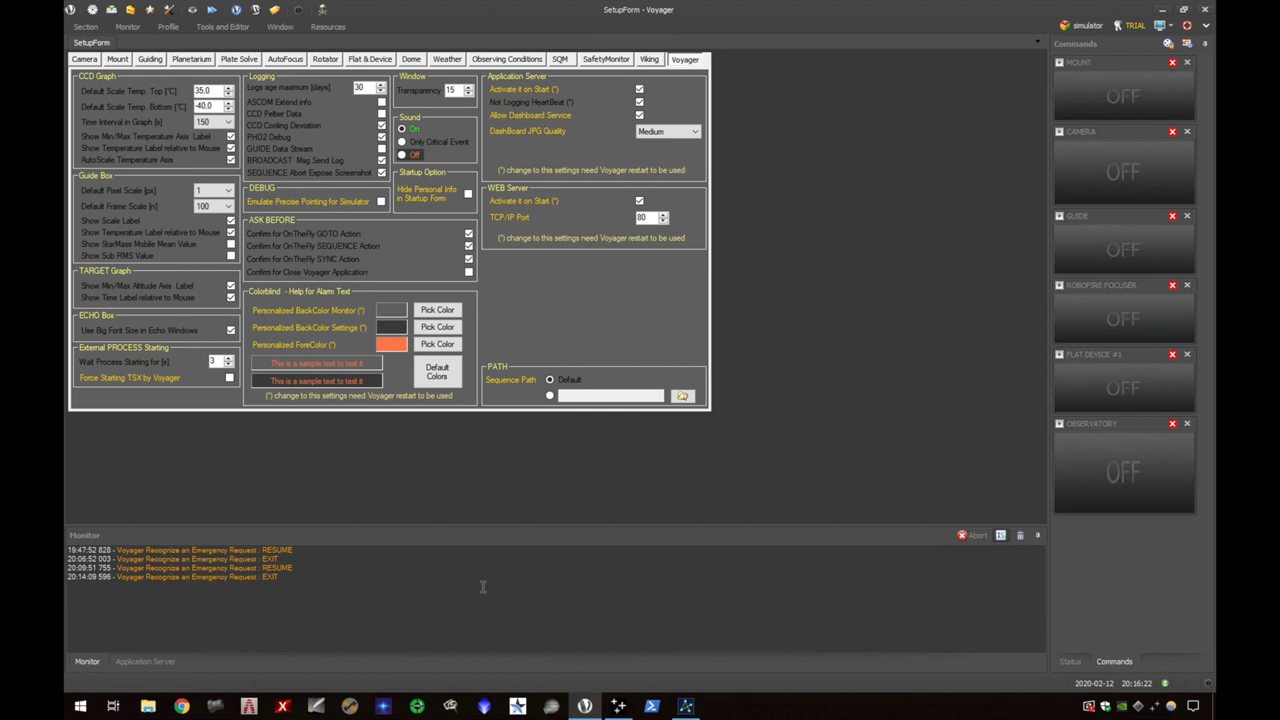 SetupForm - Voyager
Section Monitor Profile Tools and Editor Window Resources
simulator TRIAL
SetupForm
Commands
Camera Mount Guiding Planetarium Plate Solve AutoFocus Rotator Flat & Device Dome Weather Observing Conditions SQM SafetyMonitor Viking Voyager
CCD Graph
Default Scale Temp. Top [°C] 35,0
Default Scale Temp. Bottom [°C] -40,0
Time Interval in Graph [s] 150
Show Min/Max Temperature Axis Label
Show Temperature Label relative to Mouse
AutoScale Temperature Axis
Guide Box
Default Pixel Scale [px] 1
Default Frame Scale [n] 100
Show Scale Label
Show Temperature Label relative to Mouse
Show StarMass Mobile Mean Value
Show Sub RMS Value
TARGET Graph
Show Min/Max Altitude Axis Label
Show Time Label relative to Mouse
ECHO Box
Use Big Font Size in Echo Windows
External PROCESS Starting
Wait Process Starting for [s] 3
Force Starting TSX by Voyager
Logging
Logs age maximum [days] 30
ASCOM Extend info
CCD Peltier Data
CCD Cooling Deviation
PHD2 Debug
GUIDE Data Stream
BROADCAST Msg Send Log
SEQUENCE Abort Expose Screenshot
DEBUG
Emulate Precise Pointing for Simulator
ASK BEFORE
Confirm for OnTheFly GOTO Action
Confirm for OnTheFly SEQUENCE Action
Confirm for OnTheFly SYNC Action
Confirm for Close Voyager Application
Colorblind - Help for Alarm Text
Personalized BackColor Monitor (*) Pick Color
Personalized BackColor Settings (*) Pick Color
Personalized ForeColor (*) Pick Color
This is a sample text to test it
This is a sample text to test it
Default
Colors
(*) change to this settings need Voyager restart to be used
Window
Transparency 15
Sound
On
Only Critical Event
Off
Startup Option
Hide Personal Info
in Startup Form
Application Server
Activate it on Start (*)
Not Logging HeartBeat (*)
Allow Dashboard Service
DashBoard JPG Quality Medium
(*) change to this settings need Voyager restart to be used
WEB Server
Activate it on Start (*)
TCP/IP Port 80
(*) change to this settings need Voyager restart to be used
PATH
Sequence Path Default
MOUNT
OFF
CAMERA
OFF
GUIDE
OFF
ROBOFIRE FOCUSER
OFF
FLAT DEVICE #1
OFF
OBSERVATORY
OFF
Monitor
Abort
19:47:52 828 - Voyager Recognize an Emergency Request : RESUME
20:06:52 003 - Voyager Recognize an Emergency Request : EXIT
20:09:51 755 - Voyager Recognize an Emergency Request : RESUME
20:14:09 596 - Voyager Recognize an Emergency Request : EXIT
Monitor Application Server
Status Commands
2020-02-12 20:16:22